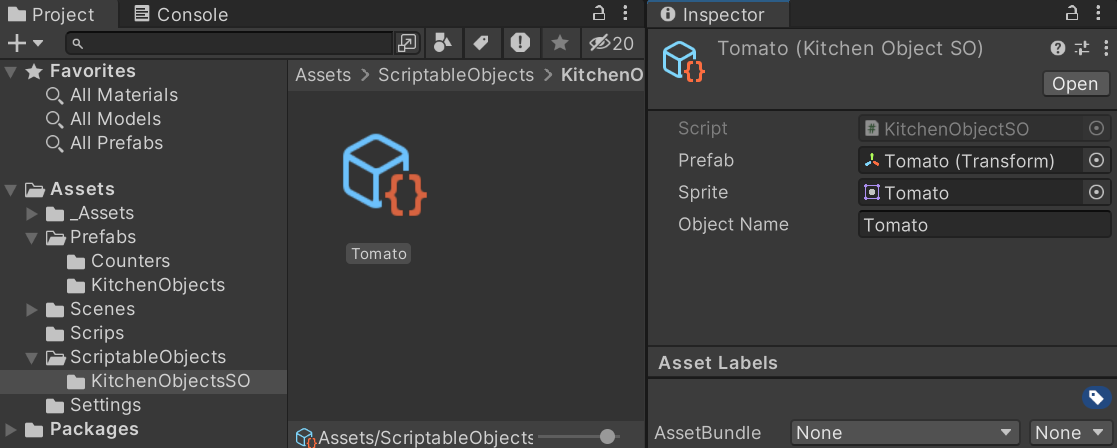 Project
Console
20
Favorites
All Materials
All Models
All Prefabs
Assets
_Assets
Prefabs
Counters
KitchenObjects
Scenes
Scrips
ScriptableObjects
KitchenObjectsSO
Settings
Packages
Assets > ScriptableObjects > KitchenO
Tomato
Assets/ScriptableObjects
Inspector
Tomato (Kitchen Object SO)
Open
Script KitchenObjectSO
Prefab Tomato (Transform)
Sprite Tomato
Object Name Tomato
Asset Labels
AssetBundle None None